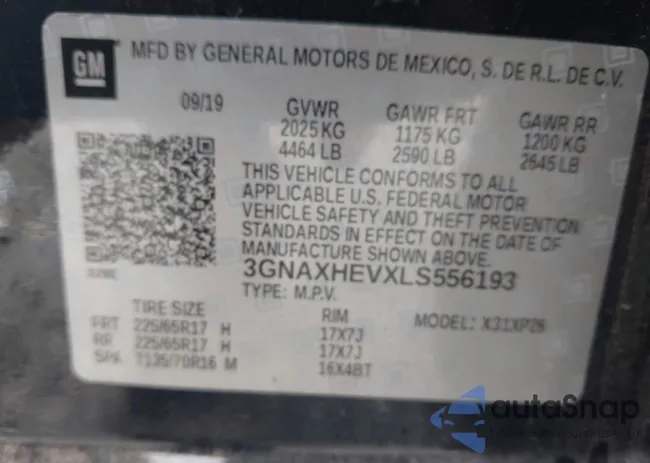 GM
MFD BY GENERAL MOTORS DE MEXICO, S. DE R.L. DE C.V.
09/19 GVWR GAWR FRT GAWR RR
2025 KG 1175 KG 1200 KG
4464 LB 2590 LB 2645 LB
THIS VEHICLE CONFORMS TO ALL
APPLICABLE U.S. FEDERAL MOTOR
VEHICLE SAFETY AND THEFT PREVENTION
STANDARDS IN EFFECT ON THE DATE OF
MANUFACTURE SHOWN ABOVE.
3GNAXHEVXLS556193
TYPE: M.P.V.
TIRE SIZE RIM MODEL: X31XP26
FRT 225/65R17 H 17X7J
RR 225/65R17 H 17X7J
SPA T135/70R16 M 16X4BT
autoSnap